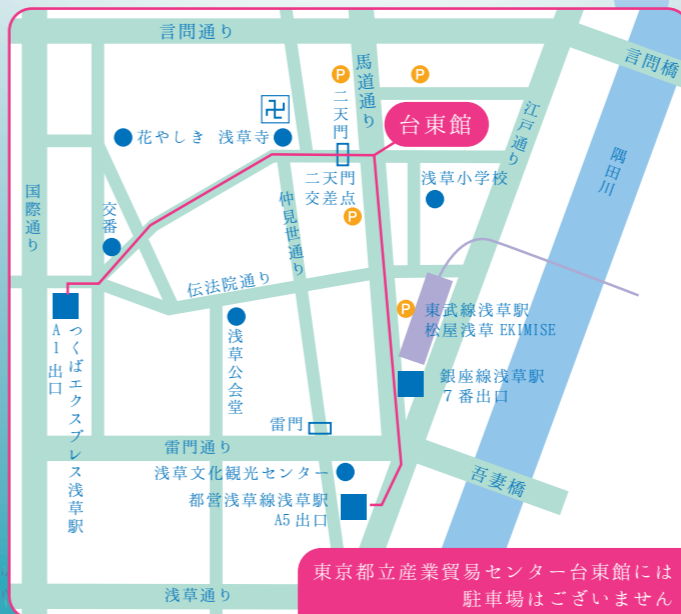 言問通り
言問橋
P
P
馬道通り
二天門
台東館
江戸通り
隅田川
卍
花やしき
浅草寺
二天門
交差点
P
浅草小学校
国際通り
交番
仲見世通り
伝法院通り
P
東武線浅草駅
松屋浅草 EKIMISE
つくばエクスプレス浅草駅
A1 出口
浅草公会堂
銀座線浅草駅
7 番出口
雷門
雷門通り
浅草文化観光センター
吾妻橋
都営浅草線浅草駅
A5 出口
浅草通り
東京都立産業貿易センター台東館には
駐車場はございません